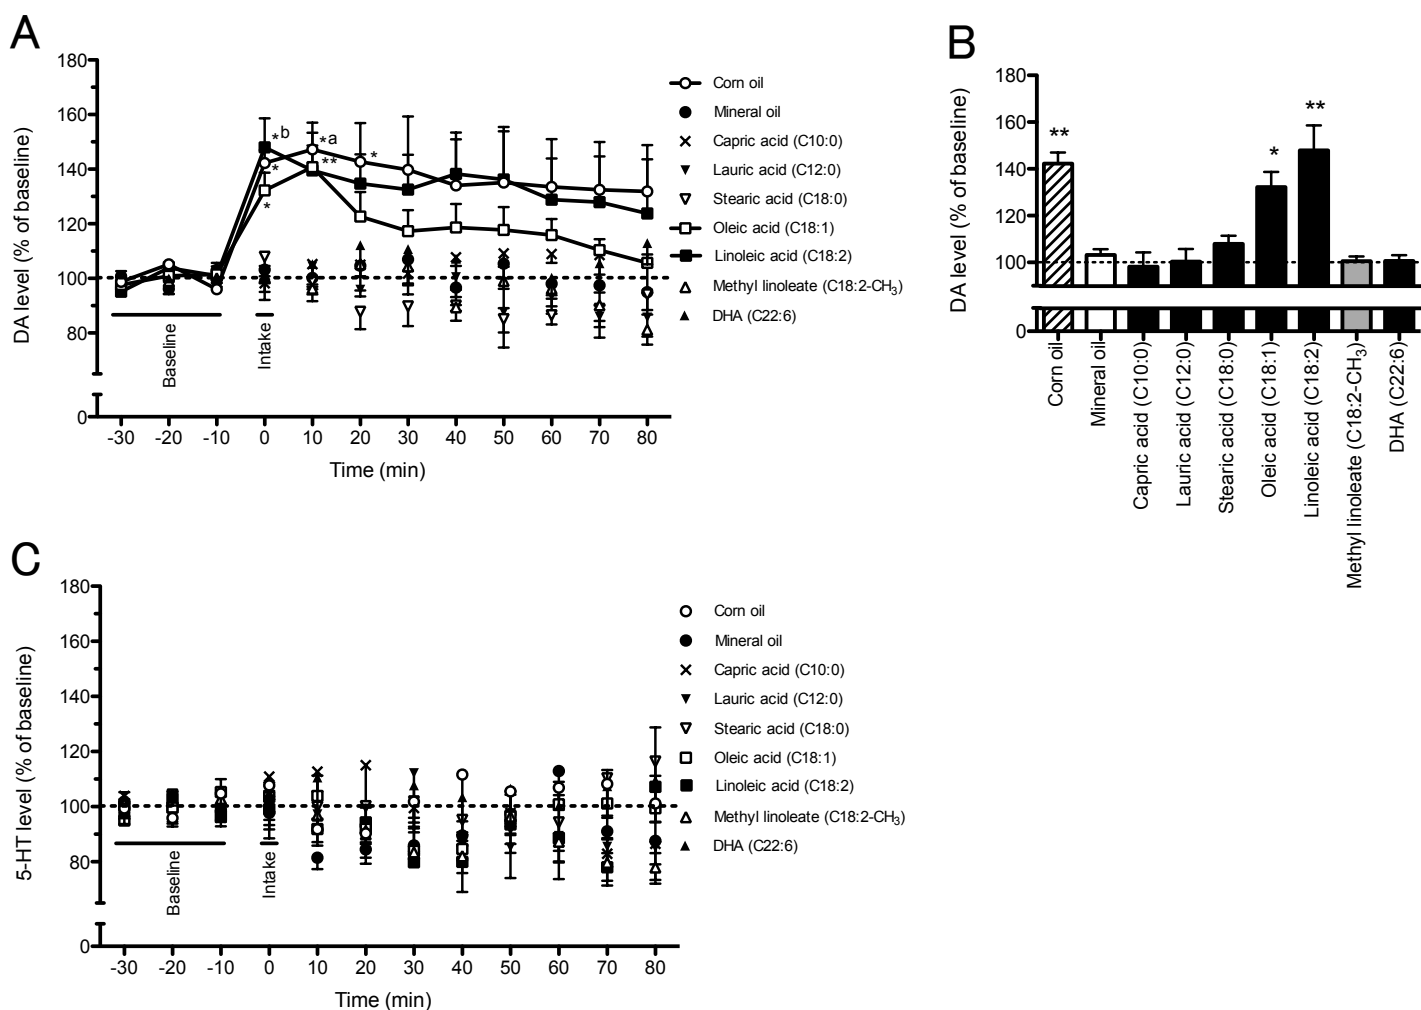 A
180
160
140
120
100
80
0
DA level (% of baseline)
*b
*
*
*a
**
*
Baseline
Intake
-30 -20 -10 0 10 20 30 40 50 60 70 80
Time (min)
Corn oil
Mineral oil
Capric acid (C10:0)
Lauric acid (C12:0)
Stearic acid (C18:0)
Oleic acid (C18:1)
Linoleic acid (C18:2)
Methyl linoleate (C18:2-CH₃)
DHA (C22:6)
B
180
160
140
120
100
0
DA level (% of baseline)
**
*
**
Corn oil
Mineral oil
Capric acid (C10:0)
Lauric acid (C12:0)
Stearic acid (C18:0)
Oleic acid (C18:1)
Linoleic acid (C18:2)
Methyl linoleate (C18:2-CH₃)
DHA (C22:6)
C
180
160
140
120
100
80
0
5-HT level (% of baseline)
Baseline
Intake
-30 -20 -10 0 10 20 30 40 50 60 70 80
Time (min)
Corn oil
Mineral oil
Capric acid (C10:0)
Lauric acid (C12:0)
Stearic acid (C18:0)
Oleic acid (C18:1)
Linoleic acid (C18:2)
Methyl linoleate (C18:2-CH₃)
DHA (C22:6)